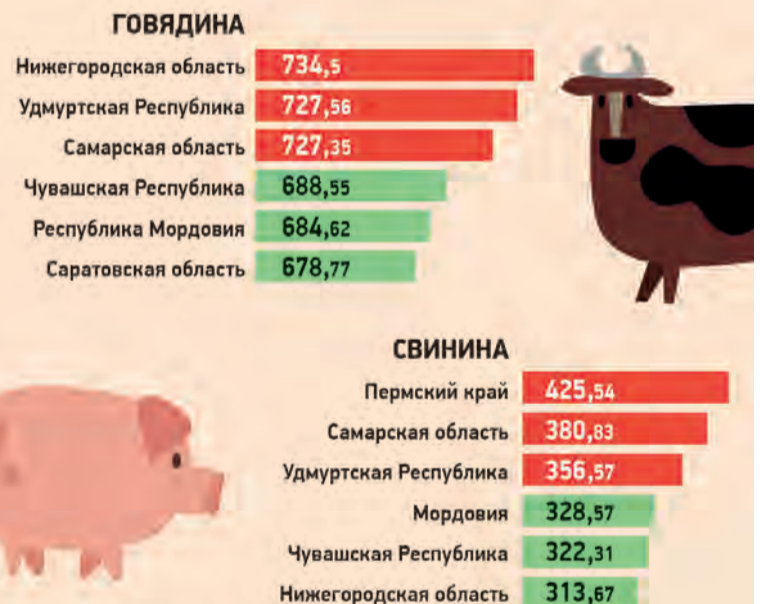 ГОВЯДИНА
Нижегородская область 734,5
Удмуртская Республика 727,56
Самарская область 727,35
Чувашская Республика 688,55
Республика Мордовия 684,62
Саратовская область 678,77
СВИНИНА
Пермский край 425,54
Самарская область 380,83
Удмуртская Республика 356,57
Мордовия 328,57
Чувашская Республика 322,31
Нижегородская область 313,67